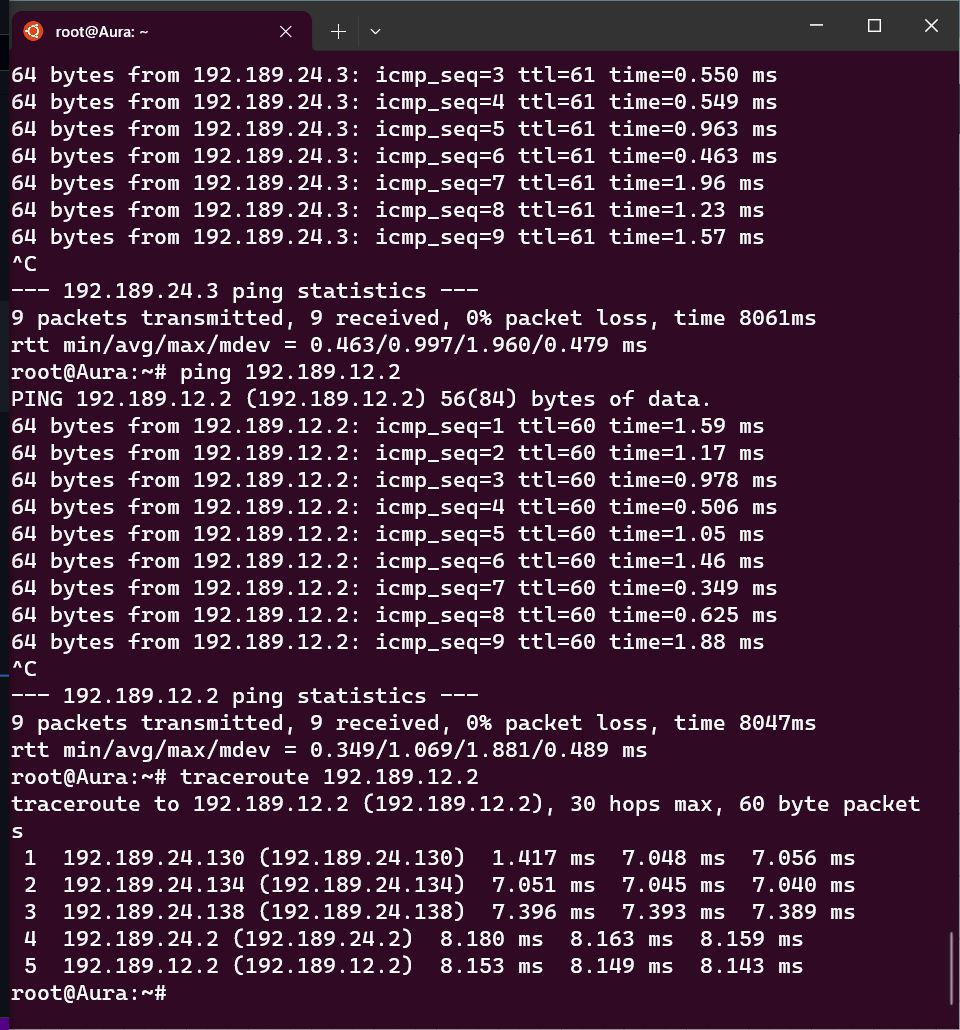 root@Aura: ~
64 bytes from 192.189.24.3: icmp_seq=3 ttl=61 time=0.550 ms
64 bytes from 192.189.24.3: icmp_seq=4 ttl=61 time=0.549 ms
64 bytes from 192.189.24.3: icmp_seq=5 ttl=61 time=0.963 ms
64 bytes from 192.189.24.3: icmp_seq=6 ttl=61 time=0.463 ms
64 bytes from 192.189.24.3: icmp_seq=7 ttl=61 time=1.96 ms
64 bytes from 192.189.24.3: icmp_seq=8 ttl=61 time=1.23 ms
64 bytes from 192.189.24.3: icmp_seq=9 ttl=61 time=1.57 ms
^C
--- 192.189.24.3 ping statistics ---
9 packets transmitted, 9 received, 0% packet loss, time 8061ms
rtt min/avg/max/mdev = 0.463/0.997/1.960/0.479 ms
root@Aura:~# ping 192.189.12.2
PING 192.189.12.2 (192.189.12.2) 56(84) bytes of data.
64 bytes from 192.189.12.2: icmp_seq=1 ttl=60 time=1.59 ms
64 bytes from 192.189.12.2: icmp_seq=2 ttl=60 time=1.17 ms
64 bytes from 192.189.12.2: icmp_seq=3 ttl=60 time=0.978 ms
64 bytes from 192.189.12.2: icmp_seq=4 ttl=60 time=0.506 ms
64 bytes from 192.189.12.2: icmp_seq=5 ttl=60 time=1.05 ms
64 bytes from 192.189.12.2: icmp_seq=6 ttl=60 time=1.46 ms
64 bytes from 192.189.12.2: icmp_seq=7 ttl=60 time=0.349 ms
64 bytes from 192.189.12.2: icmp_seq=8 ttl=60 time=0.625 ms
64 bytes from 192.189.12.2: icmp_seq=9 ttl=60 time=1.88 ms
^C
--- 192.189.12.2 ping statistics ---
9 packets transmitted, 9 received, 0% packet loss, time 8047ms
rtt min/avg/max/mdev = 0.349/1.069/1.881/0.489 ms
root@Aura:~# traceroute 192.189.12.2
traceroute to 192.189.12.2 (192.189.12.2), 30 hops max, 60 byte packet
s
 1  192.189.24.130 (192.189.24.130)  1.417 ms  7.048 ms  7.056 ms
 2  192.189.24.134 (192.189.24.134)  7.051 ms  7.045 ms  7.040 ms
 3  192.189.24.138 (192.189.24.138)  7.396 ms  7.393 ms  7.389 ms
 4  192.189.24.2 (192.189.24.2)  8.180 ms  8.163 ms  8.159 ms
 5  192.189.12.2 (192.189.12.2)  8.153 ms  8.149 ms  8.143 ms
root@Aura:~#